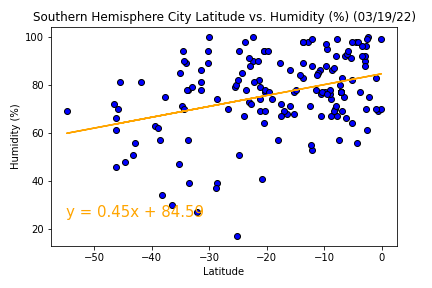 Southern Hemisphere City Latitude vs. Humidity (%) (03/19/22)
100
80
60
40
20
Humidity (%)
y = 0.45x + 84.59
−50
−40
−30
−20
−10
0
Latitude